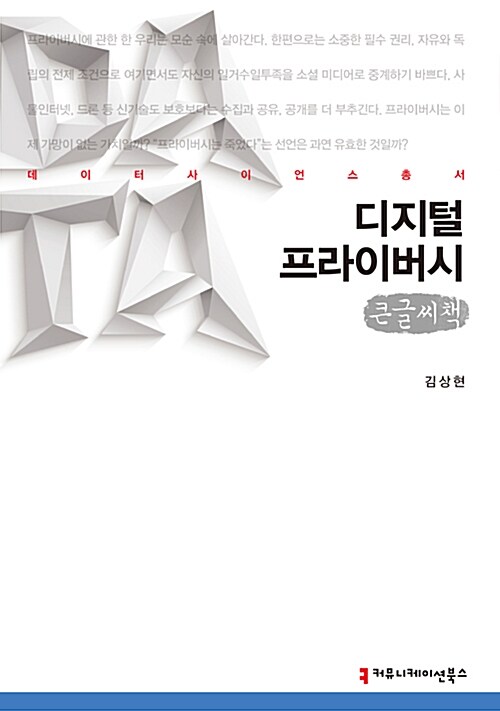 프라이버시에 관한 한 우리는 모순 속에 살아간다. 한편으로는 소중한 필수 권리, 자유와 독
립의 전제 조건으로 여기면서도 자신의 일거수일투족을 소셜 미디어로 중계하기 바쁘다. 사
물인터넷, 드론 등 신기술도 보호보다는 수집과 공유, 공개를 더 부추긴다. 프라이버시는 이
제 가망이 없는 가치일까? "프라이버시는 죽었다"는 선언은 과연 유효한 것일까?
DA
데이터사이언스총서
TA
디지털
프라이버시
큰글씨책
김상현
커뮤니케이션북스